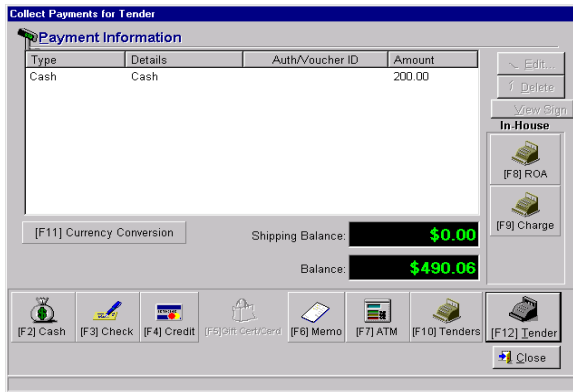 Collect Payments for Tender
Payment Information
Type Details Auth/Voucher ID Amount
Cash Cash 200.00
Edit...
Delete
View Sign
In-House
[F8] ROA
[F9] Charge
[F11] Currency Conversion
Shipping Balance: $0.00
Balance: $490.06
[F2] Cash [F3] Check [F4] Credit [F5]Gift Cert/Card [F6] Memo [F7] ATM [F10] Tenders [F12] Tender
Close